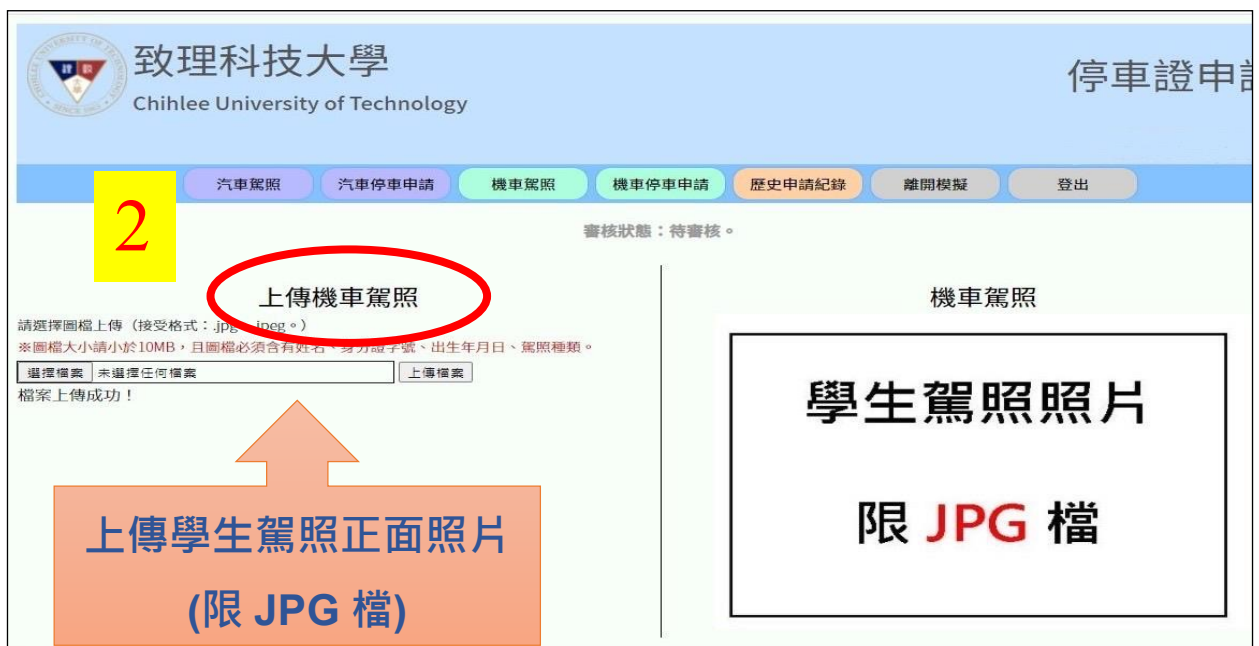 致理科技大學
Chihlee University of Technology
停車證申請
汽車駕照
汽車停車申請
機車駕照
機車停車申請
歷史申請紀錄
離開模擬
登出
2
審核狀態：待審核。
上傳機車駕照
請選擇圖檔上傳（接受格式：.jpg、.jpeg。）
※圖檔大小請小於10MB，且圖檔必須含有姓名、身分證字號、出生年月日、駕照種類。
選擇檔案 未選擇任何檔案 上傳檔案
檔案上傳成功！
上傳學生駕照正面照片
(限 JPG 檔)
機車駕照
學生駕照照片
限 JPG 檔